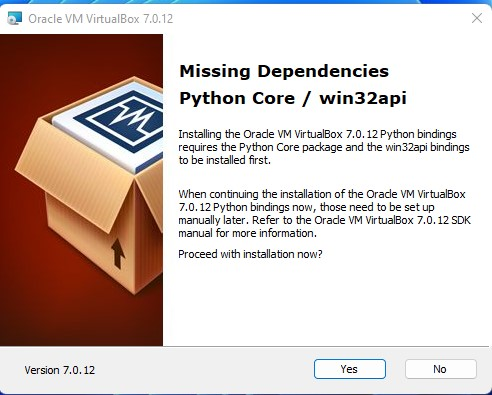 Oracle VM VirtualBox 7.0.12
Missing Dependencies
Python Core / win32api
Installing the Oracle VM VirtualBox 7.0.12 Python bindings
requires the Python Core package and the win32api bindings
to be installed first.
When continuing the installation of the Oracle VM VirtualBox
7.0.12 Python bindings now, those need to be set up
manually later. Refer to the Oracle VM VirtualBox 7.0.12 SDK
manual for more information.
Proceed with installation now?
Version 7.0.12
Yes
No